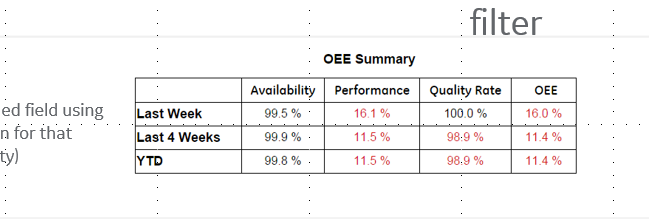 filter
OEE Summary
Availability Performance Quality Rate OEE
Last Week 99.5 % 16.1 % 100.0 % 16.0 %
Last 4 Weeks 99.9 % 11.5 % 98.9 % 11.4 %
YTD 99.8 % 11.5 % 98.9 % 11.4 %
ed field using
n for that
ty)